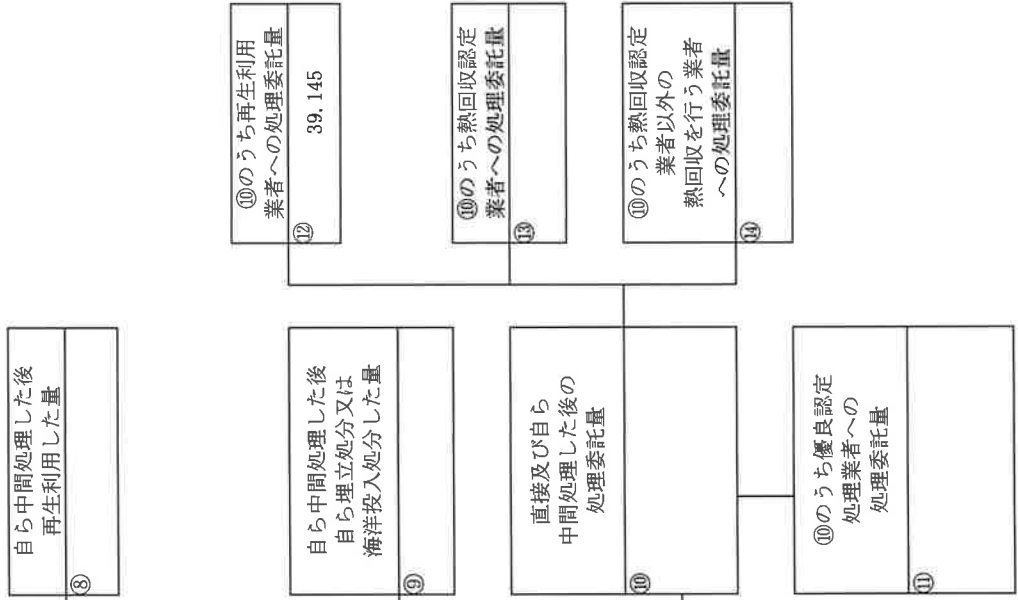 自ら中間処理した後
再生利用した量
⑧
自ら中間処理した後
自ら埋立処分又は
海洋投入処分した量
⑨
直接及び自ら
中間処理した後の
処理委託量
⑩
⑩のうち優良認定
処理業者への
処理委託量
⑪
⑩のうち再生利用
業者への処理委託量
⑫
39.145
⑩のうち熱回収認定
業者への処理委託量
⑬
⑩のうち熱回収認定
業者以外の
熱回収を行う業者
への処理委託量
⑭